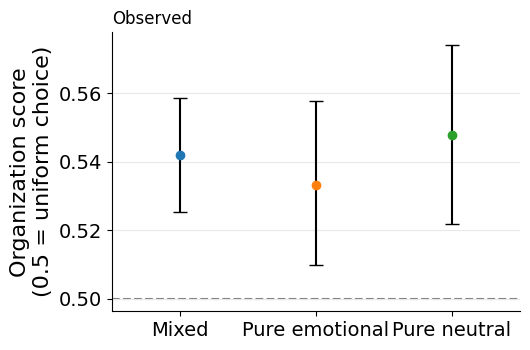 Observed
Organization score
(0.5 = uniform choice)
0.56
0.54
0.52
0.50
Mixed
Pure emotional
Pure neutral